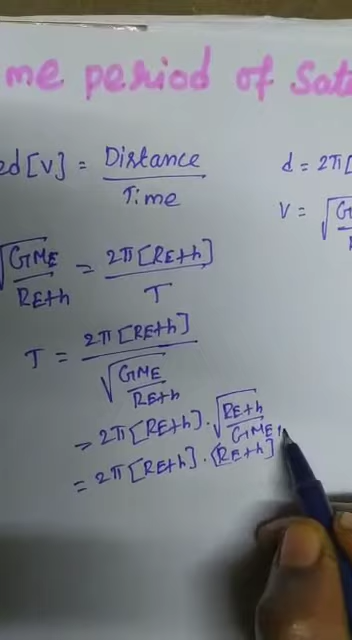 me period of Sate
ed [v] = Distance / Time
d = 2π[
V = √G
√(GME / RE+h) = 2π[RE+h] / T
T = 2π[RE+h] / √(GME / RE+h)
= 2π[RE+h] . √(RE+h / GME)
= 2π[RE+h] . [RE+h]